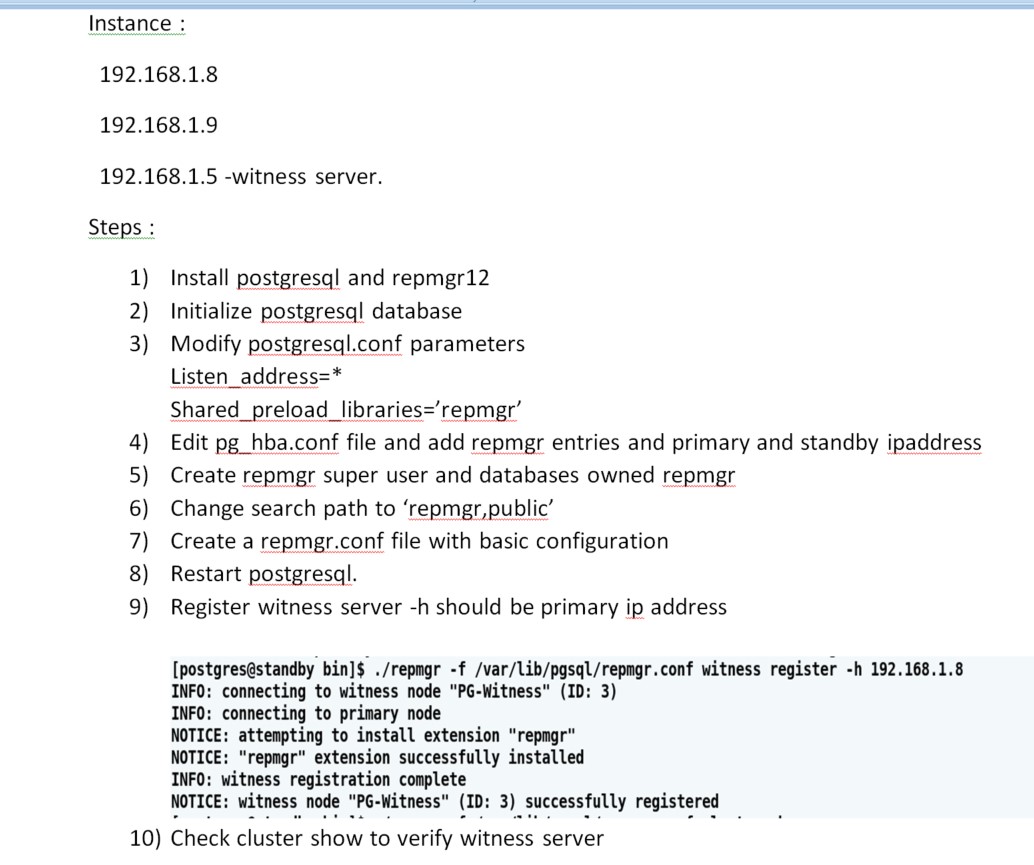 Instance :
192.168.1.8
192.168.1.9
192.168.1.5 -witness server.
Steps :
1) Install postgresql and repmgr12
2) Initialize postgresql database
3) Modify postgresql.conf parameters
Listen_address=*
Shared_preload_libraries=’repmgr’
4) Edit pg_hba.conf file and add repmgr entries and primary and standby ipaddress
5) Create repmgr super user and databases owned repmgr
6) Change search path to ‘repmgr,public’
7) Create a repmgr.conf file with basic configuration
8) Restart postgresql.
9) Register witness server -h should be primary ip address
[postgres@standby bin]$ ./repmgr -f /var/lib/pgsql/repmgr.conf witness register -h 192.168.1.8
INFO: connecting to witness node "PG-Witness" (ID: 3)
INFO: connecting to primary node
NOTICE: attempting to install extension "repmgr"
NOTICE: "repmgr" extension successfully installed
INFO: witness registration complete
NOTICE: witness node "PG-Witness" (ID: 3) successfully registered
10) Check cluster show to verify witness server